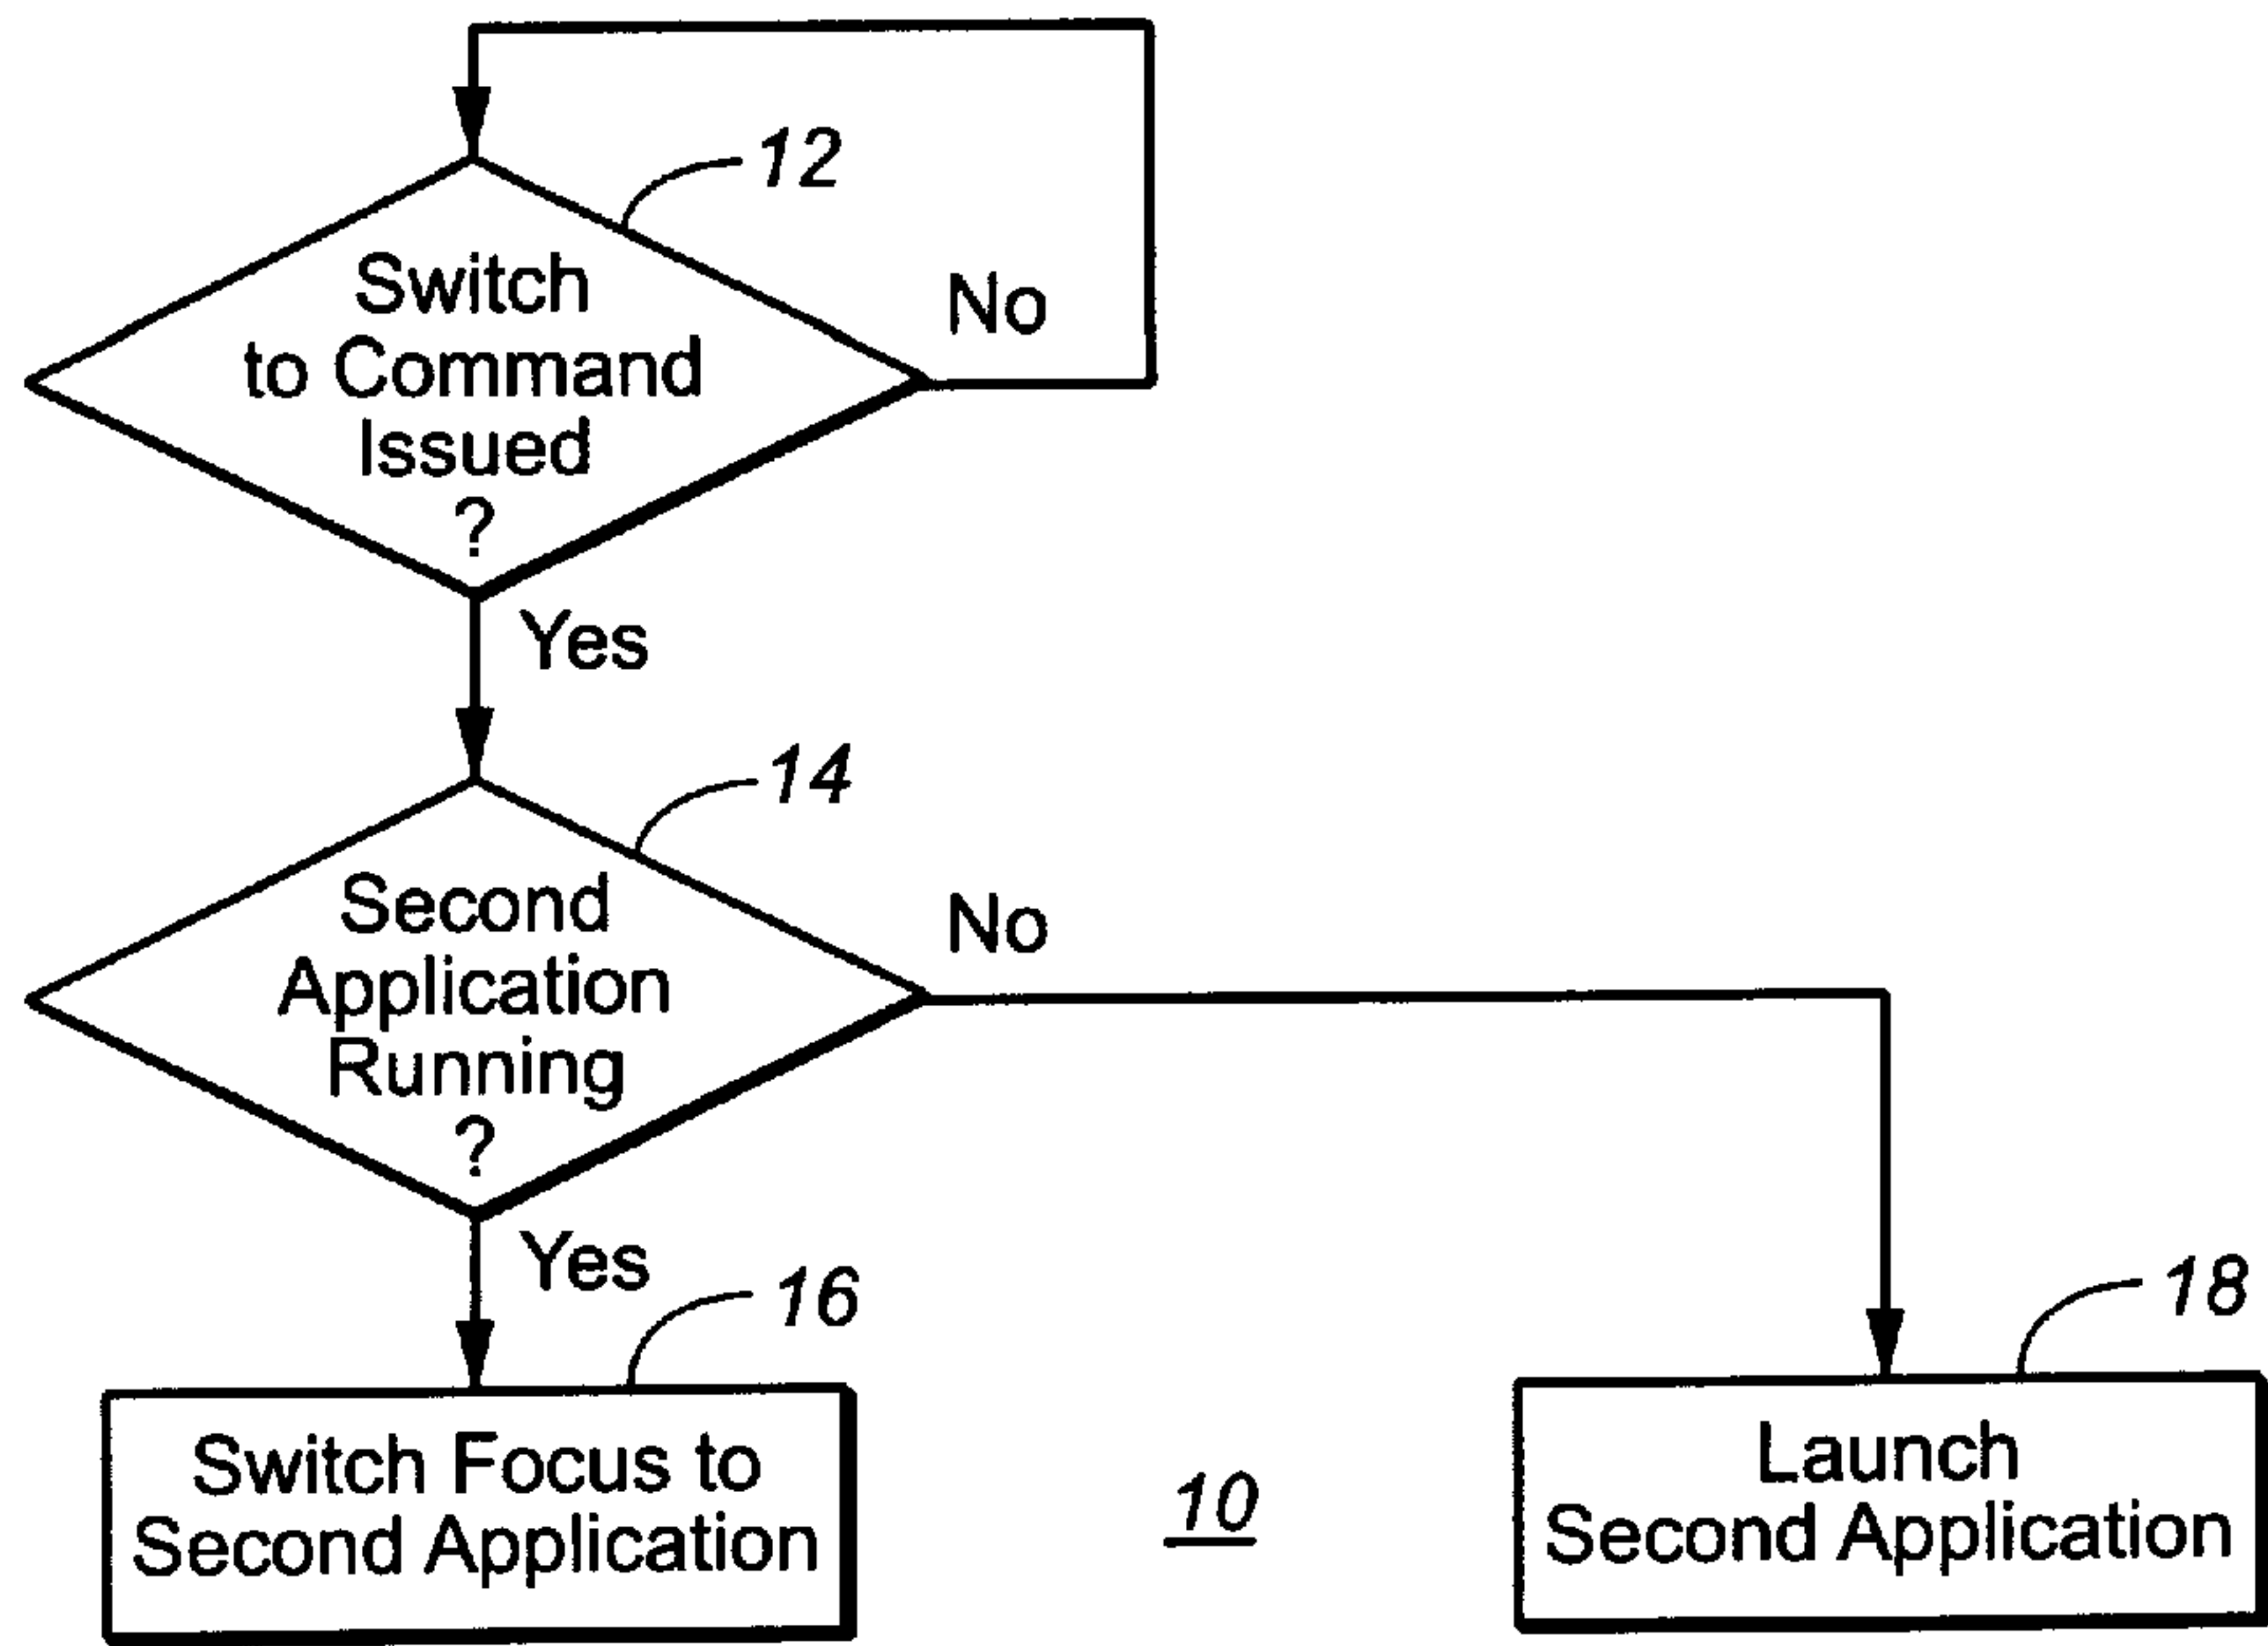 12
Switch
to Command
Issued
?
No
Yes
14
Second
Application
Running
?
No
Yes
16
Switch Focus to
Second Application
10
18
Launch
Second Application